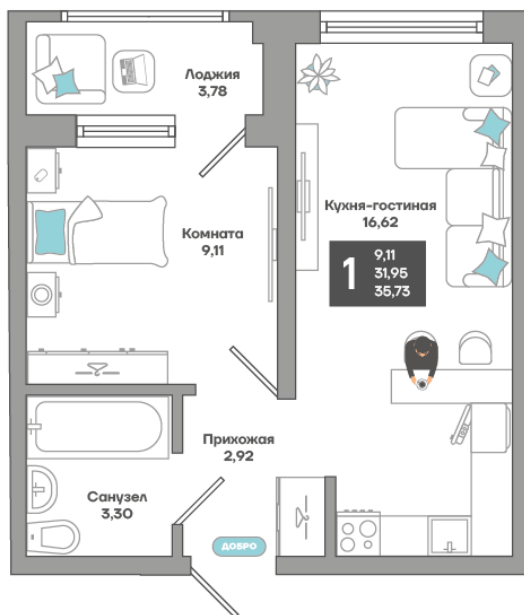 Лоджия
3,78
Комната
9,11
Кухня-гостиная
16,62
1
9,11
31,95
35,73
Прихожая
2,92
Санузел
3,30
ДОБРО